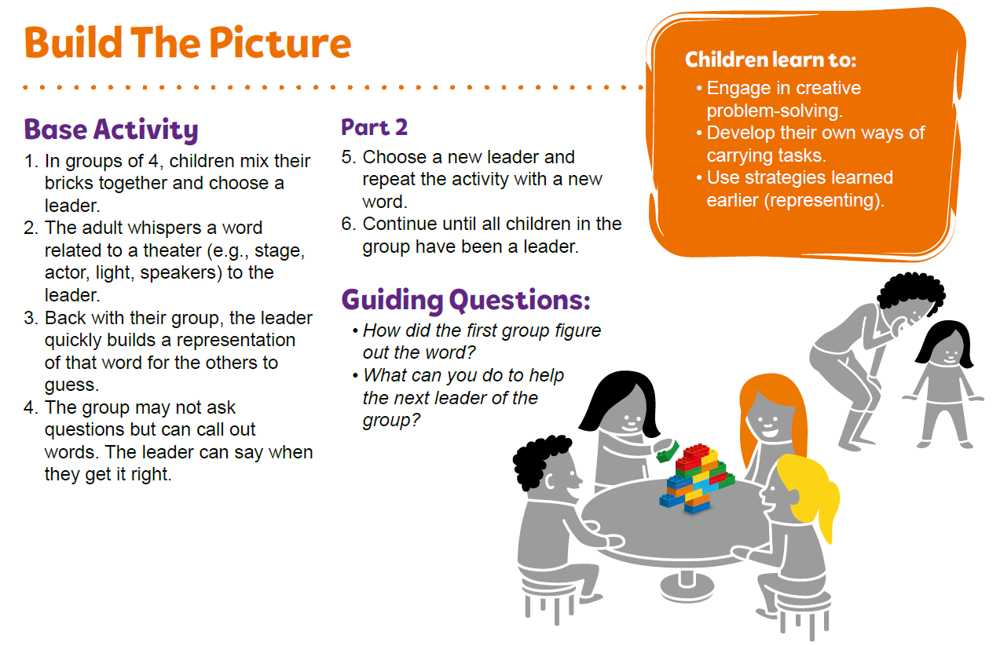 Build The Picture
Base Activity
1. In groups of 4, children mix their
bricks together and choose a
leader.
2. The adult whispers a word
related to a theater (e.g., stage,
actor, light, speakers) to the
leader.
3. Back with their group, the leader
quickly builds a representation
of that word for the others to
guess.
4. The group may not ask
questions but can call out
words. The leader can say when
they get it right.
Part 2
5. Choose a new leader and
repeat the activity with a new
word.
6. Continue until all children in the
group have been a leader.
Guiding Questions:
• How did the first group figure
out the word?
• What can you do to help
the next leader of the
group?
Children learn to:
• Engage in creative
problem-solving.
• Develop their own ways of
carrying tasks.
• Use strategies learned
earlier (representing).